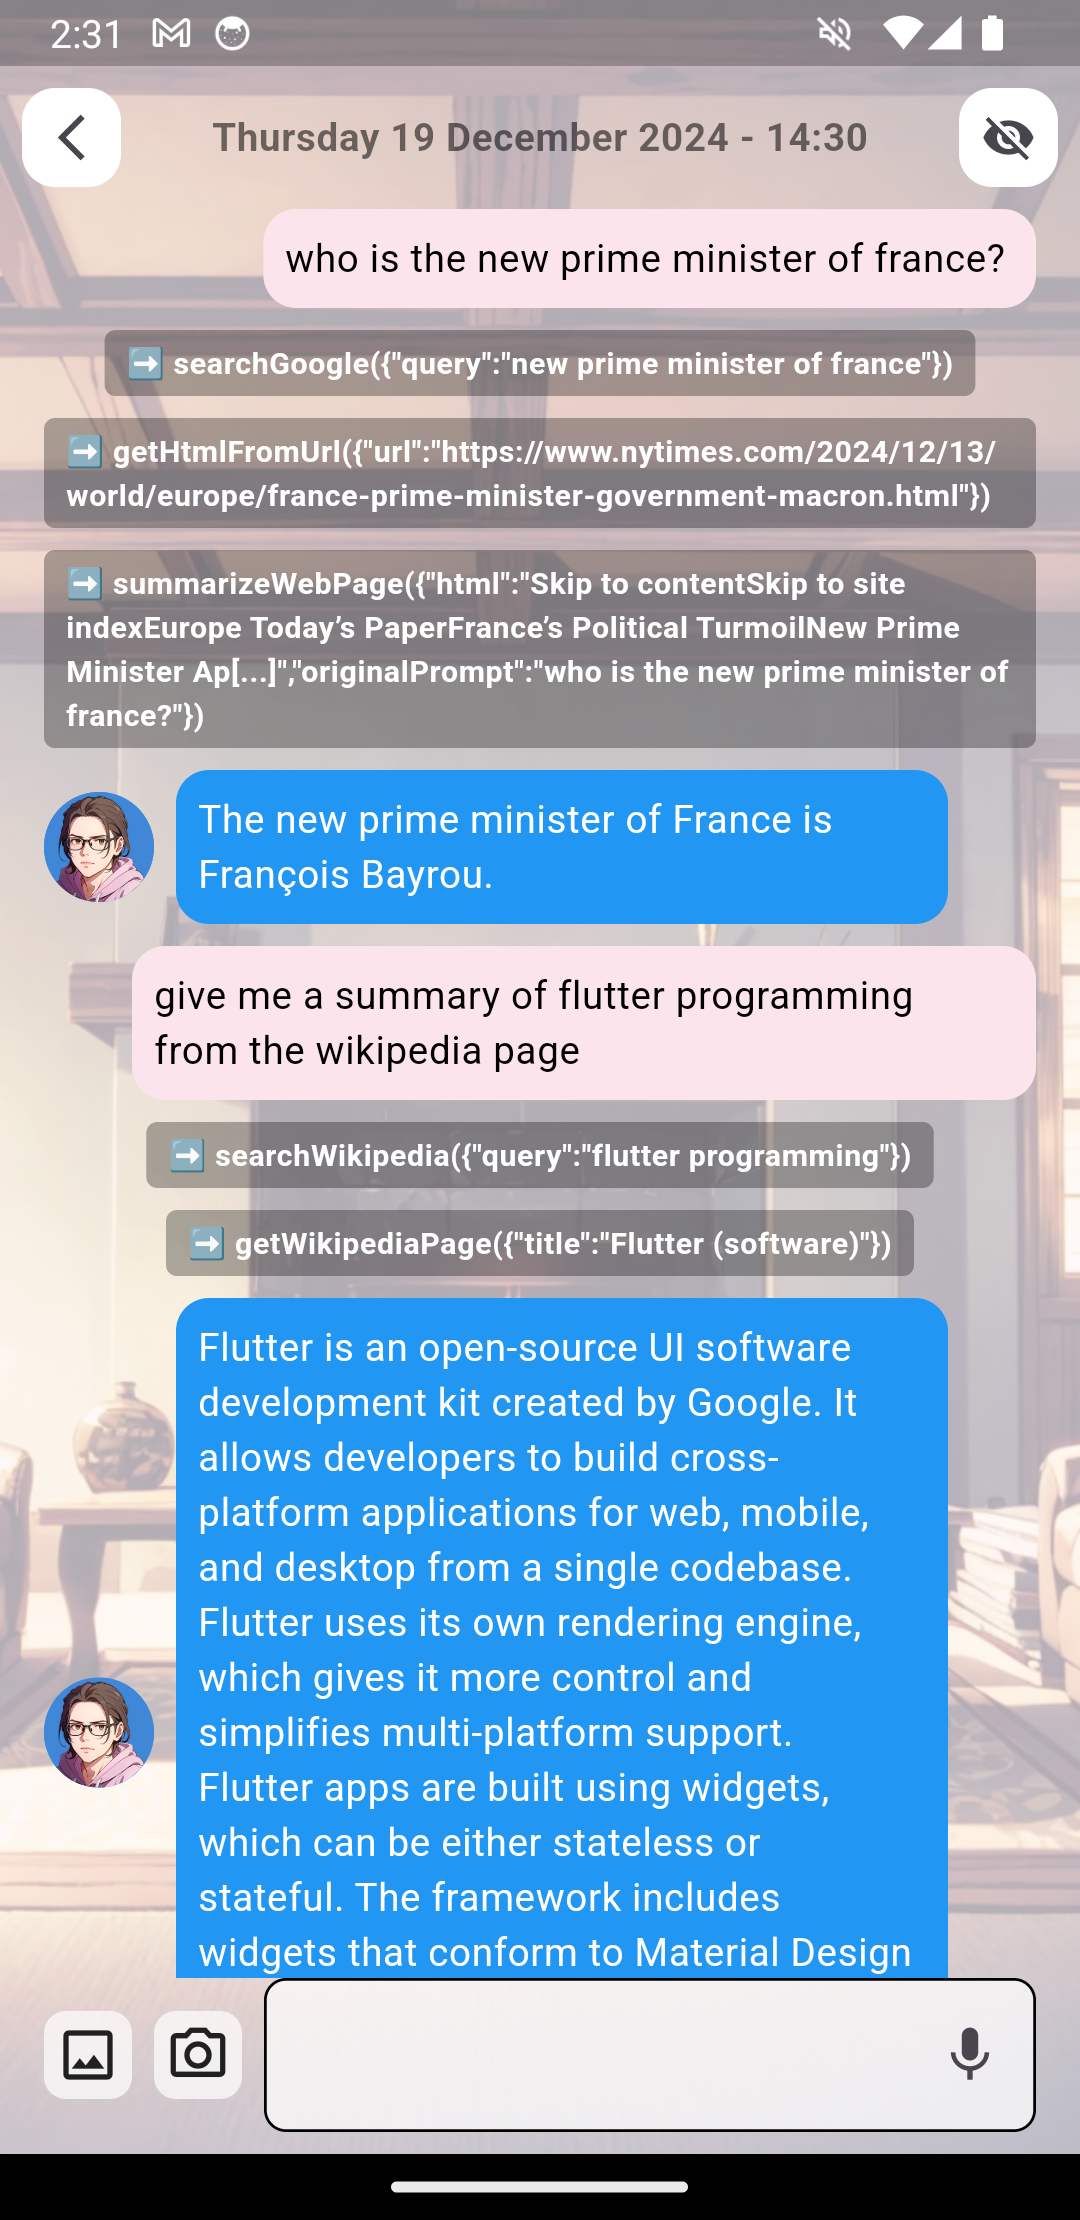 2:31
Thursday 19 December 2024 - 14:30
who is the new prime minister of france?
➡️ searchGoogle({"query":"new prime minister of france"})
➡️ getHtmlFromUrl({"url":"https://www.nytimes.com/2024/12/13/
world/europe/france-prime-minister-government-macron.html"})
➡️ summarizeWebPage({"html":"Skip to contentSkip to site
indexEurope Today’s PaperFrance’s Political TurmoilNew Prime
Minister Ap[...]","originalPrompt":"who is the new prime minister of
france?"})
The new prime minister of France is
François Bayrou.
give me a summary of flutter programming
from the wikipedia page
➡️ searchWikipedia({"query":"flutter programming"})
➡️ getWikipediaPage({"title":"Flutter (software)"})
Flutter is an open-source UI software
development kit created by Google. It
allows developers to build cross-
platform applications for web, mobile,
and desktop from a single codebase.
Flutter uses its own rendering engine,
which gives it more control and
simplifies multi-platform support.
Flutter apps are built using widgets,
which can be either stateless or
stateful. The framework includes
widgets that conform to Material Design